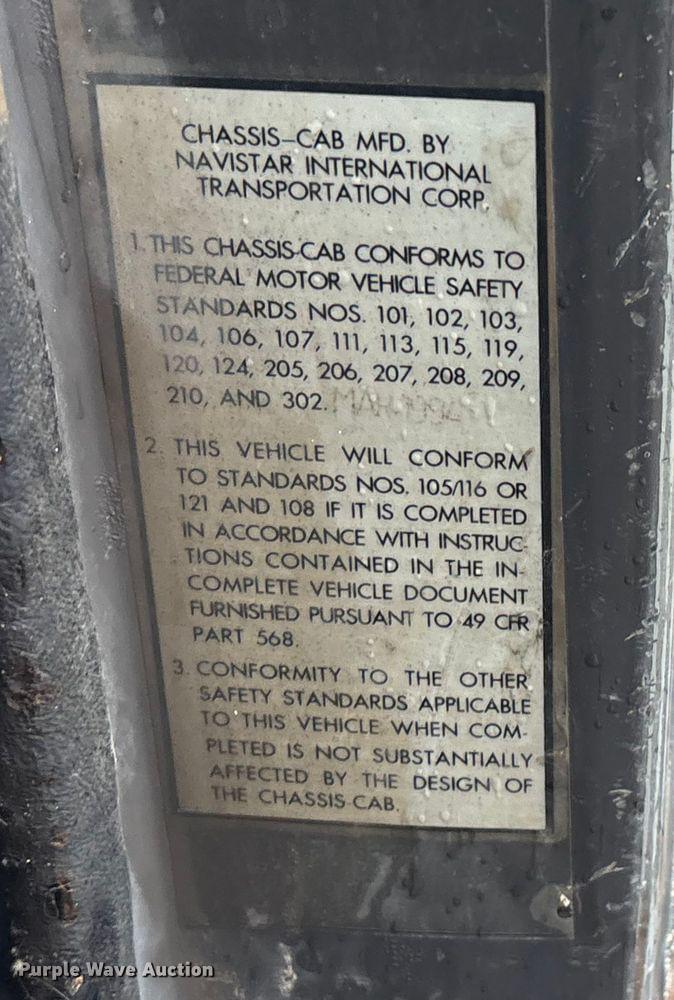 CHASSIS-CAB MFD. BY
NAVISTAR INTERNATIONAL
TRANSPORTATION CORP.
1. THIS CHASSIS-CAB CONFORMS TO
FEDERAL MOTOR VEHICLE SAFETY
STANDARDS NOS. 101, 102, 103,
104, 106, 107, 111, 113, 115, 119,
120, 124, 205, 206, 207, 208, 209,
210, AND 302.
2. THIS VEHICLE WILL CONFORM
TO STANDARDS NOS. 105/116 OR
121 AND 108 IF IT IS COMPLETED
IN ACCORDANCE WITH INSTRUC-
TIONS CONTAINED IN THE IN-
COMPLETE VEHICLE DOCUMENT
FURNISHED PURSUANT TO 49 CFR
PART 568.
3. CONFORMITY TO THE OTHER
SAFETY STANDARDS APPLICABLE
TO THIS VEHICLE WHEN COM-
PLETED IS NOT SUBSTANTIALLY
AFFECTED BY THE DESIGN OF
THE CHASSIS-CAB.
Purple Wave Auction